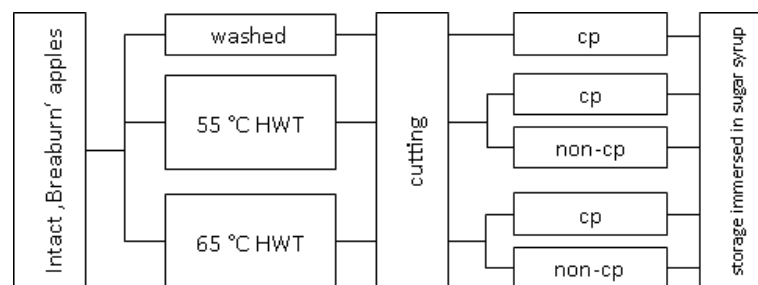 Intact ‚Breaburn‘ apples
washed
55 °C HWT
65 °C HWT
cutting
cp
cp
non-cp
cp
non-cp
storage immersed in sugar syrup